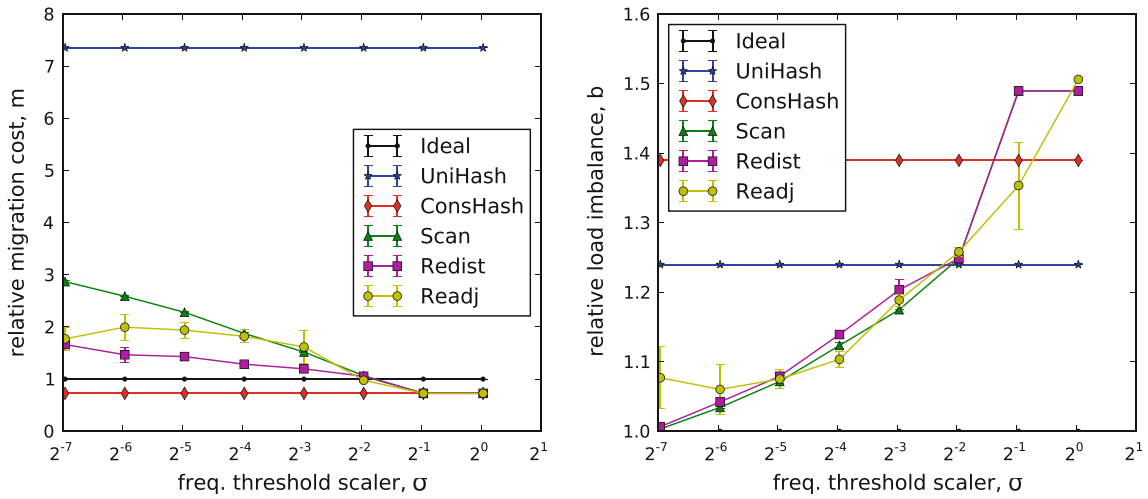 relative migration cost, m
8
7
6
5
4
3
2
1
0
Ideal
UniHash
ConsHash
Scan
Redist
Readj
2^-7 2^-6 2^-5 2^-4 2^-3 2^-2 2^-1 2^0 2^1
freq. threshold scaler, σ
relative load imbalance, b
1.6
1.5
1.4
1.3
1.2
1.1
1.0
Ideal
UniHash
ConsHash
Scan
Redist
Readj
2^-7 2^-6 2^-5 2^-4 2^-3 2^-2 2^-1 2^0 2^1
freq. threshold scaler, σ